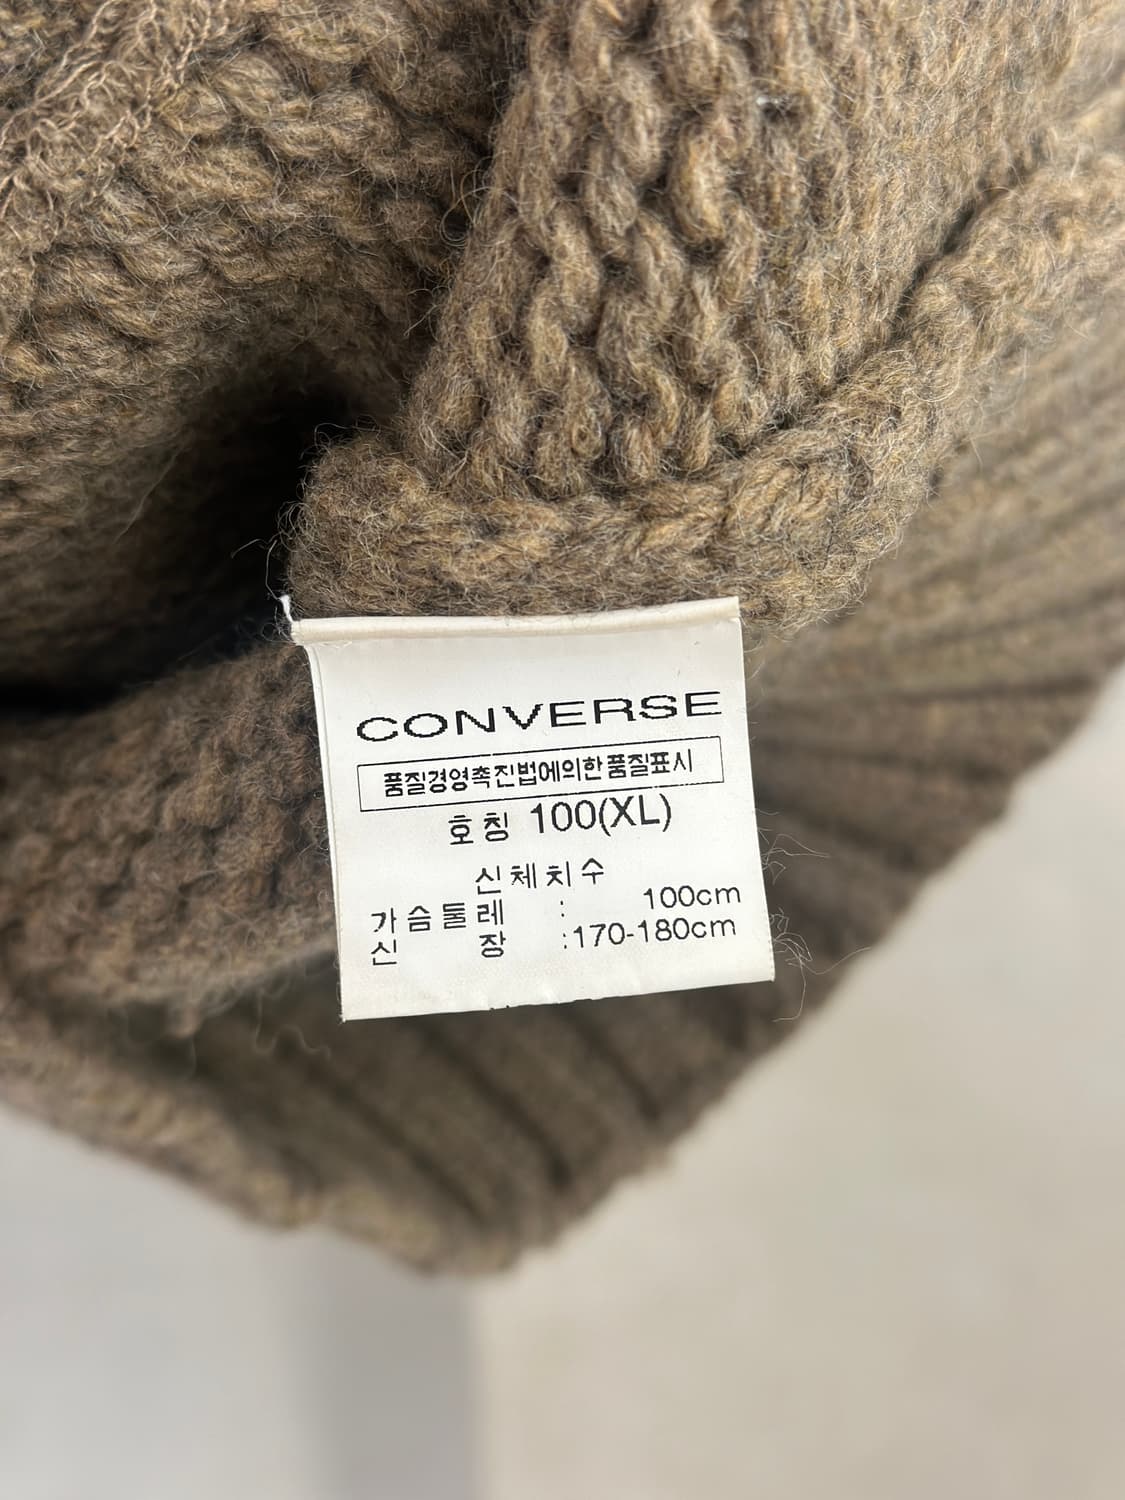 CONVERSE
품질경영촉진법에의한품질표시
호칭 100(XL)
신체치수
가슴둘레 : 100cm
신장 :170-180cm